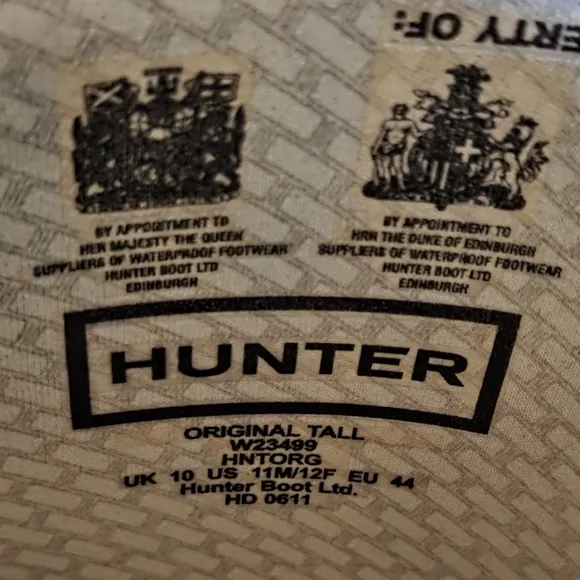 ERTY OF:
BY APPOINTMENT TO
HER MAJESTY THE QUEEN
SUPPLIERS OF WATERPROOF FOOTWEAR
HUNTER BOOT LTD
EDINBURGH
BY APPOINTMENT TO
HRH THE DUKE OF EDINBURGH
SUPPLIERS OF WATERPROOF FOOTWEAR
HUNTER BOOT LTD
EDINBURGH
HUNTER
ORIGINAL TALL
W23499
HNTORG
UK 10 US 11M/12F EU 44
Hunter Boot Ltd.
HD 0611